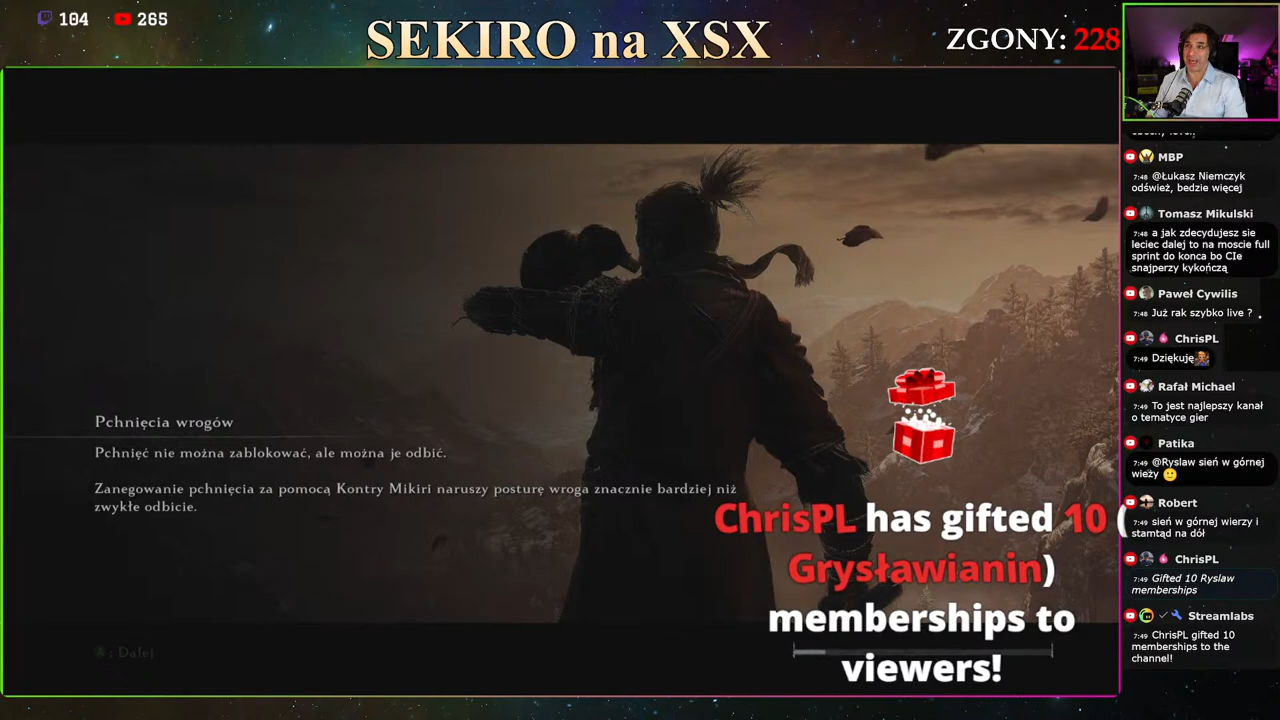 104 265
SEKIRO na XSX
ZGONY: 228
MBP
7:48 @Łukasz Niemczyk
odśwież, bedzie więcej
Tomasz Mikulski
7:48 a jak zdecydujesz sie
leciec dalej to na moscie full
sprint do konca bo CIe
snajperzy kykończą
Paweł Cywilis
7:48 Już rak szybko live ?
ChrisPL
7:49 Dziękuję
Rafał Michael
7:49 To jest najlepszy kanał
o tematyce gier
Patika
7:49 @Ryslaw sień w górnej
wieży
Robert
7:49 sień w górnej wierzy i
stamtąd na dół
ChrisPL
7:49 Gifted 10 Ryslaw
memberships
Streamlabs
7:49 ChrisPL gifted 10
memberships to the
channel!
Pchnięcia wrogów
Pchnięć nie można zablokować, ale można je odbić.
Zanegowanie pchnięcia za pomocą Kontry Mikiri naruszy posturę wroga znacznie bardziej niż
zwykłe odbicie.
A : Dalej
ChrisPL has gifted 10 (
Grysławianin)
memberships to
viewers!